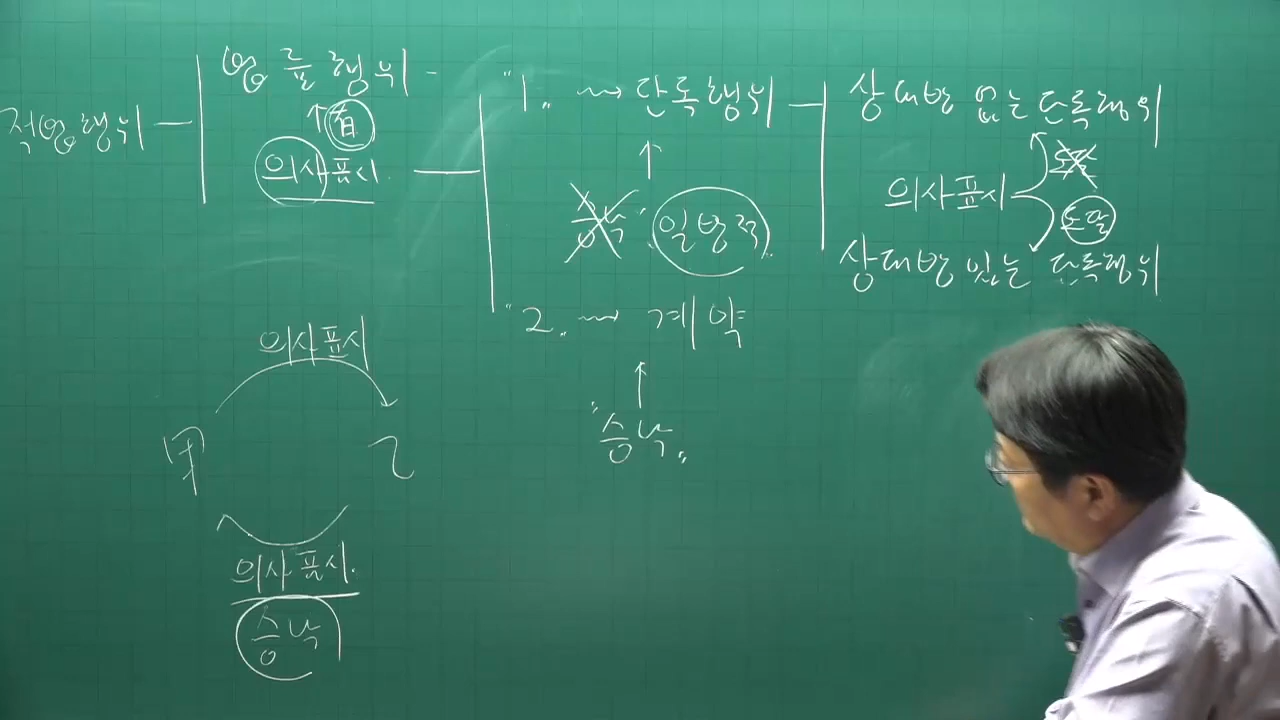 적법행위
법률행위
有
의사표시
"1. 단독행위
승낙 "일방적"
"2. 계약
"승낙"
상대방 없는 단독행위
도달
의사표시
도달
상대방 있는 단독행위
의사표시
甲 乙
의사표시.
승낙